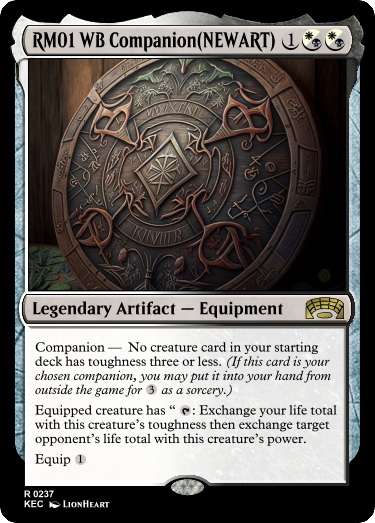 RM01 WB Companion(NEWART) 1
Legendary Artifact — Equipment
Companion — No creature card in your starting
deck has toughness three or less. (If this card is your
chosen companion, you may put it into your hand from
outside the game for 3 as a sorcery.)
Equipped creature has “ : Exchange your life total
with this creature's toughness then exchange target
opponent's life total with this creature's power.
Equip 1
R 0237
KEC LionHeart